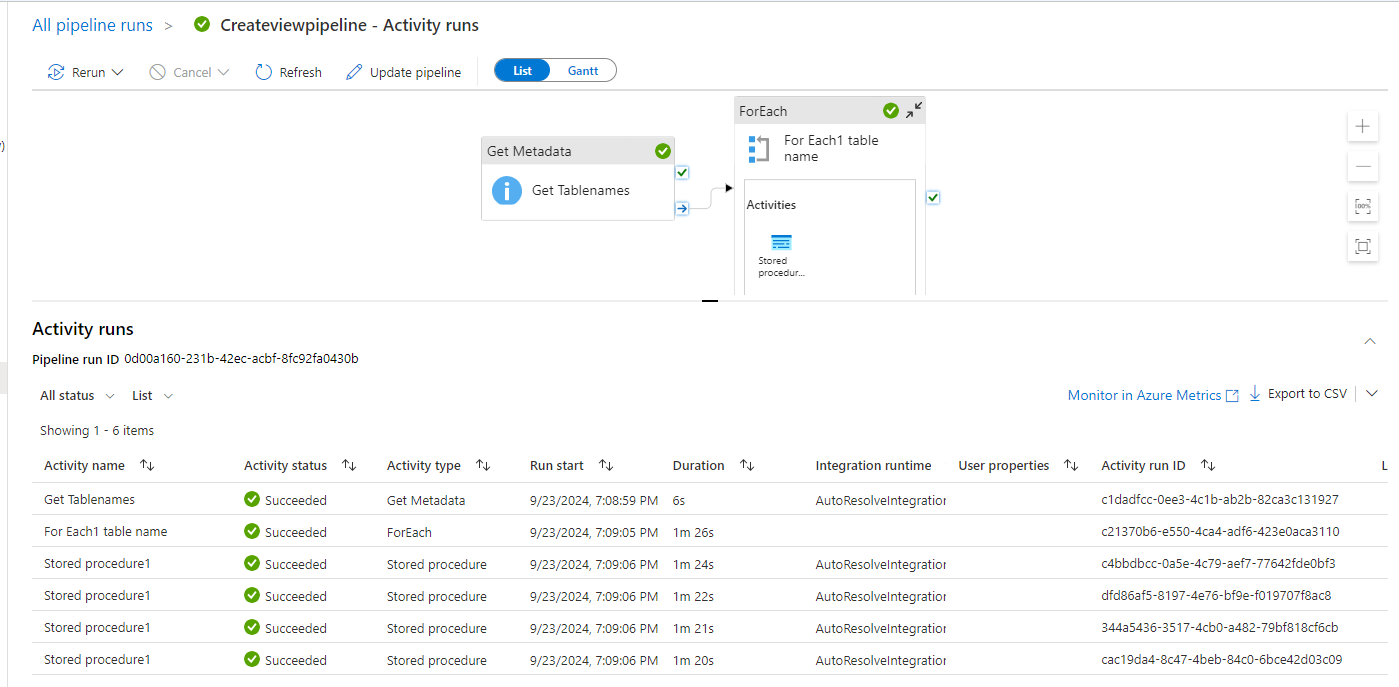 All pipeline runs > Createviewpipeline - Activity runs
Rerun Cancel Refresh Update pipeline List Gantt
ForEach
For Each1 table
name
Get Metadata
Get Tablenames
Activities
Stored
procedur...
100%
Activity runs
Pipeline run ID 0d00a160-231b-42ec-acbf-8fc92fa0430b
All status List Monitor in Azure Metrics Export to CSV
Showing 1 - 6 items
Activity name Activity status Activity type Run start Duration Integration runtime User properties Activity run ID L
Get Tablenames Succeeded Get Metadata 9/23/2024, 7:08:59 PM 6s AutoResolveIntegration c1dadfcc-0ee3-4c1b-ab2b-82ca3c131927
For Each1 table name Succeeded ForEach 9/23/2024, 7:09:05 PM 1m 26s c21370b6-e550-4ca4-adf6-423e0aca3110
Stored procedure1 Succeeded Stored procedure 9/23/2024, 7:09:06 PM 1m 24s AutoResolveIntegration c4bbdbcc-0a5e-4c79-aef7-77642fde0bf3
Stored procedure1 Succeeded Stored procedure 9/23/2024, 7:09:06 PM 1m 22s AutoResolveIntegration dfd86af5-8197-4e76-bf9e-f019707f8ac8
Stored procedure1 Succeeded Stored procedure 9/23/2024, 7:09:06 PM 1m 21s AutoResolveIntegration 344a5436-3517-4cb0-a482-79bf818cf6cb
Stored procedure1 Succeeded Stored procedure 9/23/2024, 7:09:06 PM 1m 20s AutoResolveIntegration cac19da4-8c47-4beb-84c0-6bce42d03c09